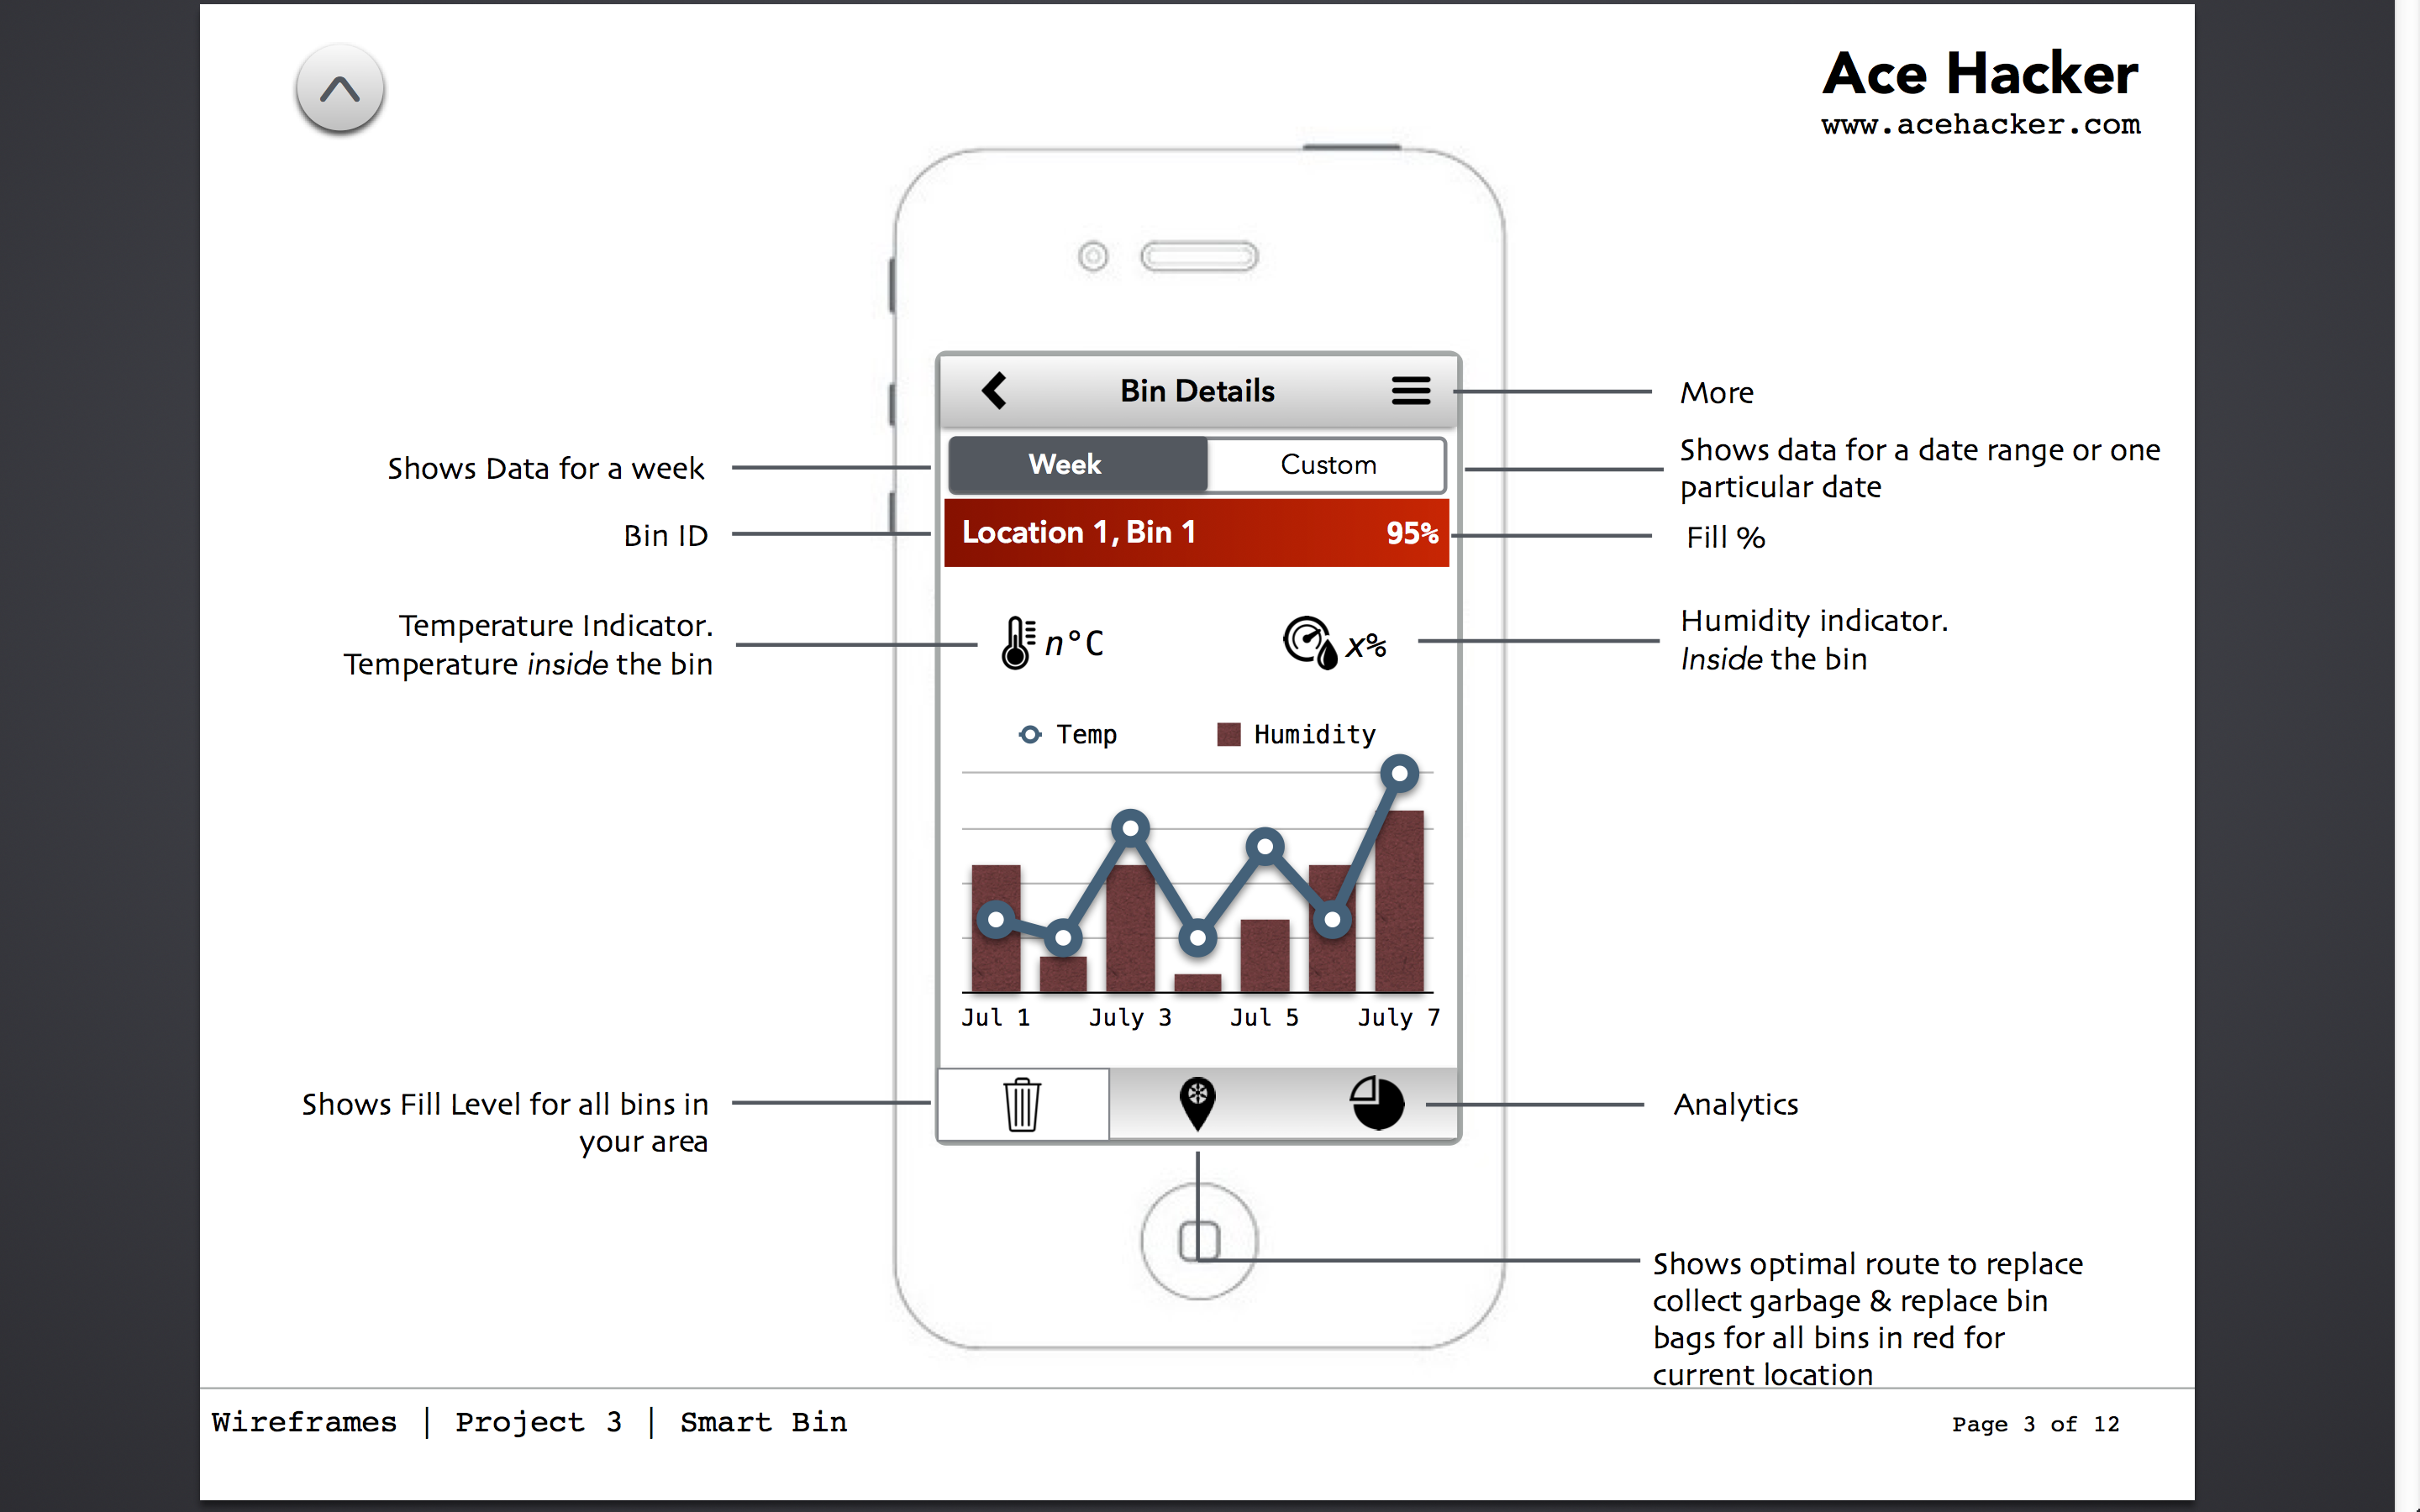 Ace Hacker
www.acehacker.com
Bin Details
More
Shows Data for a week
Week
Custom
Shows data for a date range or one
particular date
Bin ID
Location 1, Bin 1
95%
Fill %
Temperature Indicator.
Temperature inside the bin
n°C
x%
Humidity indicator.
Inside the bin
Temp
Humidity
Jul 1
July 3
Jul 5
July 7
Shows Fill Level for all bins in
your area
Analytics
Shows optimal route to replace
collect garbage & replace bin
bags for all bins in red for
current location
Wireframes | Project 3 | Smart Bin
Page 3 of 12